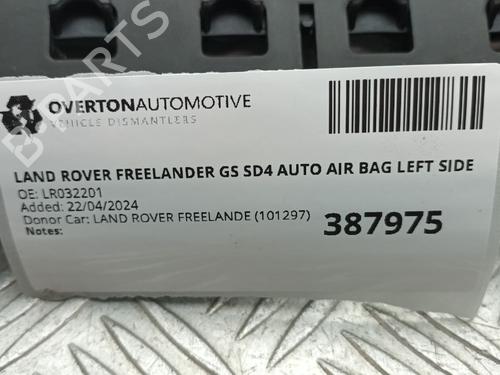 OVERTONAUTOMOTIVE
VEHICLE DISMANTLERS
LAND ROVER FREELANDER GS SD4 AUTO AIR BAG LEFT SIDE
OE: LR032201
Added: 22/04/2024
Donor Car: LAND ROVER FREELANDE (101297)
387975
Notes:
B-PARTS